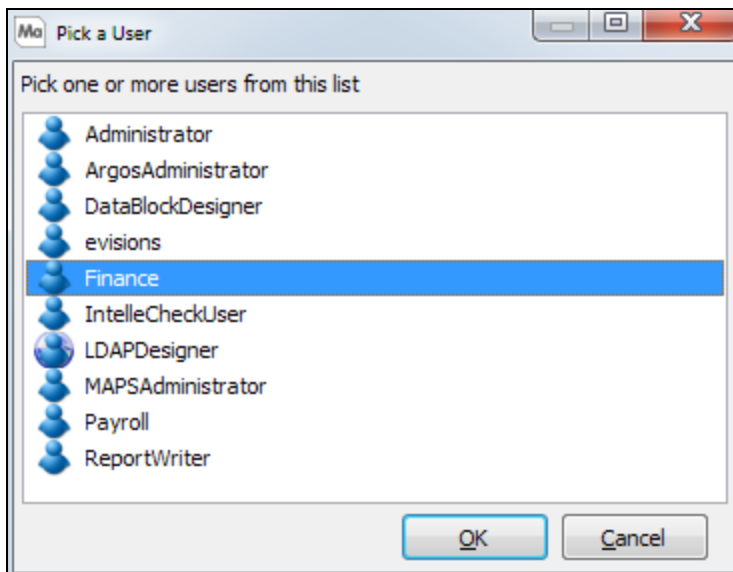 Ma Pick a User
Pick one or more users from this list
Administrator
ArgosAdministrator
DataBlockDesigner
evisions
Finance
IntelleCheckUser
LDAPDesigner
MAPSAdministrator
Payroll
ReportWriter
OK Cancel